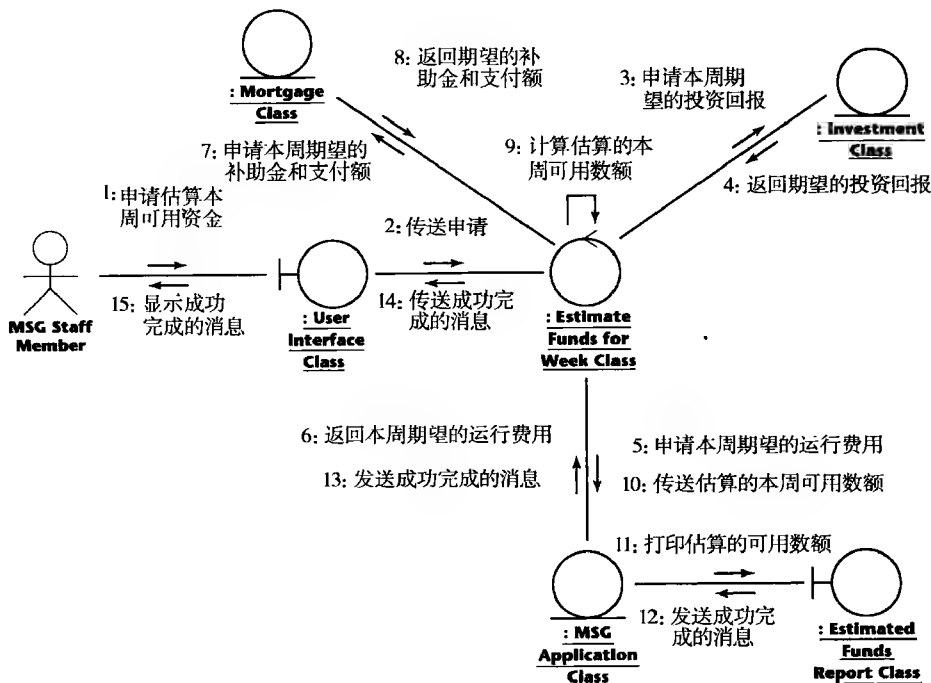 8: 返回期望的补
助金和支付额
: Mortgage
Class
3: 申请本周期
望的投资回报
: Investment
Class
7: 申请本周期望的
补助金和支付额
9: 计算估算的本
周可用数额
4: 返回期望的投资回报
1: 申请估算本
周可用资金
2: 传送申请
15: 显示成功
完成的消息
MSG Staff
Member
: User
Interface
Class
14: 传送成功完
成的消息
: Estimate
Funds for
Week Class
6: 返回本周期望的运行费用
13: 发送成功完成的消息
5: 申请本周期望的运行费用
10: 传送估算的本周可用数额
11: 打印估算的可用数额
12: 发送成功完
成的消息
: MSG
Application
Class
: Estimated
Funds
Report Class